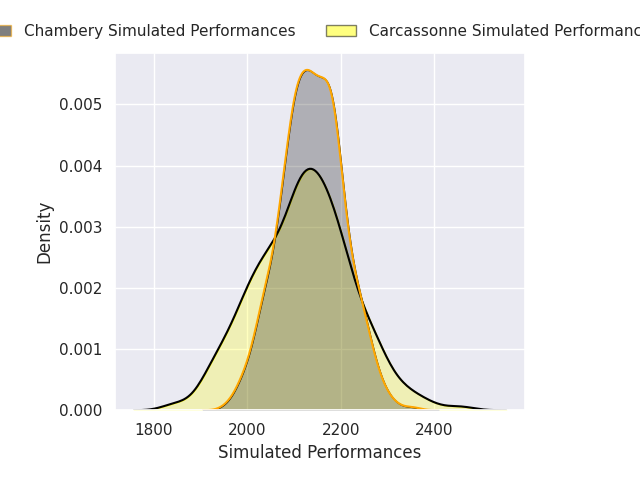 Chambery Simulated Performances
Carcassonne Simulated Performanc
0.005
0.004
0.003
0.002
0.001
0.000
Density
1800 2000 2200 2400
Simulated Performances